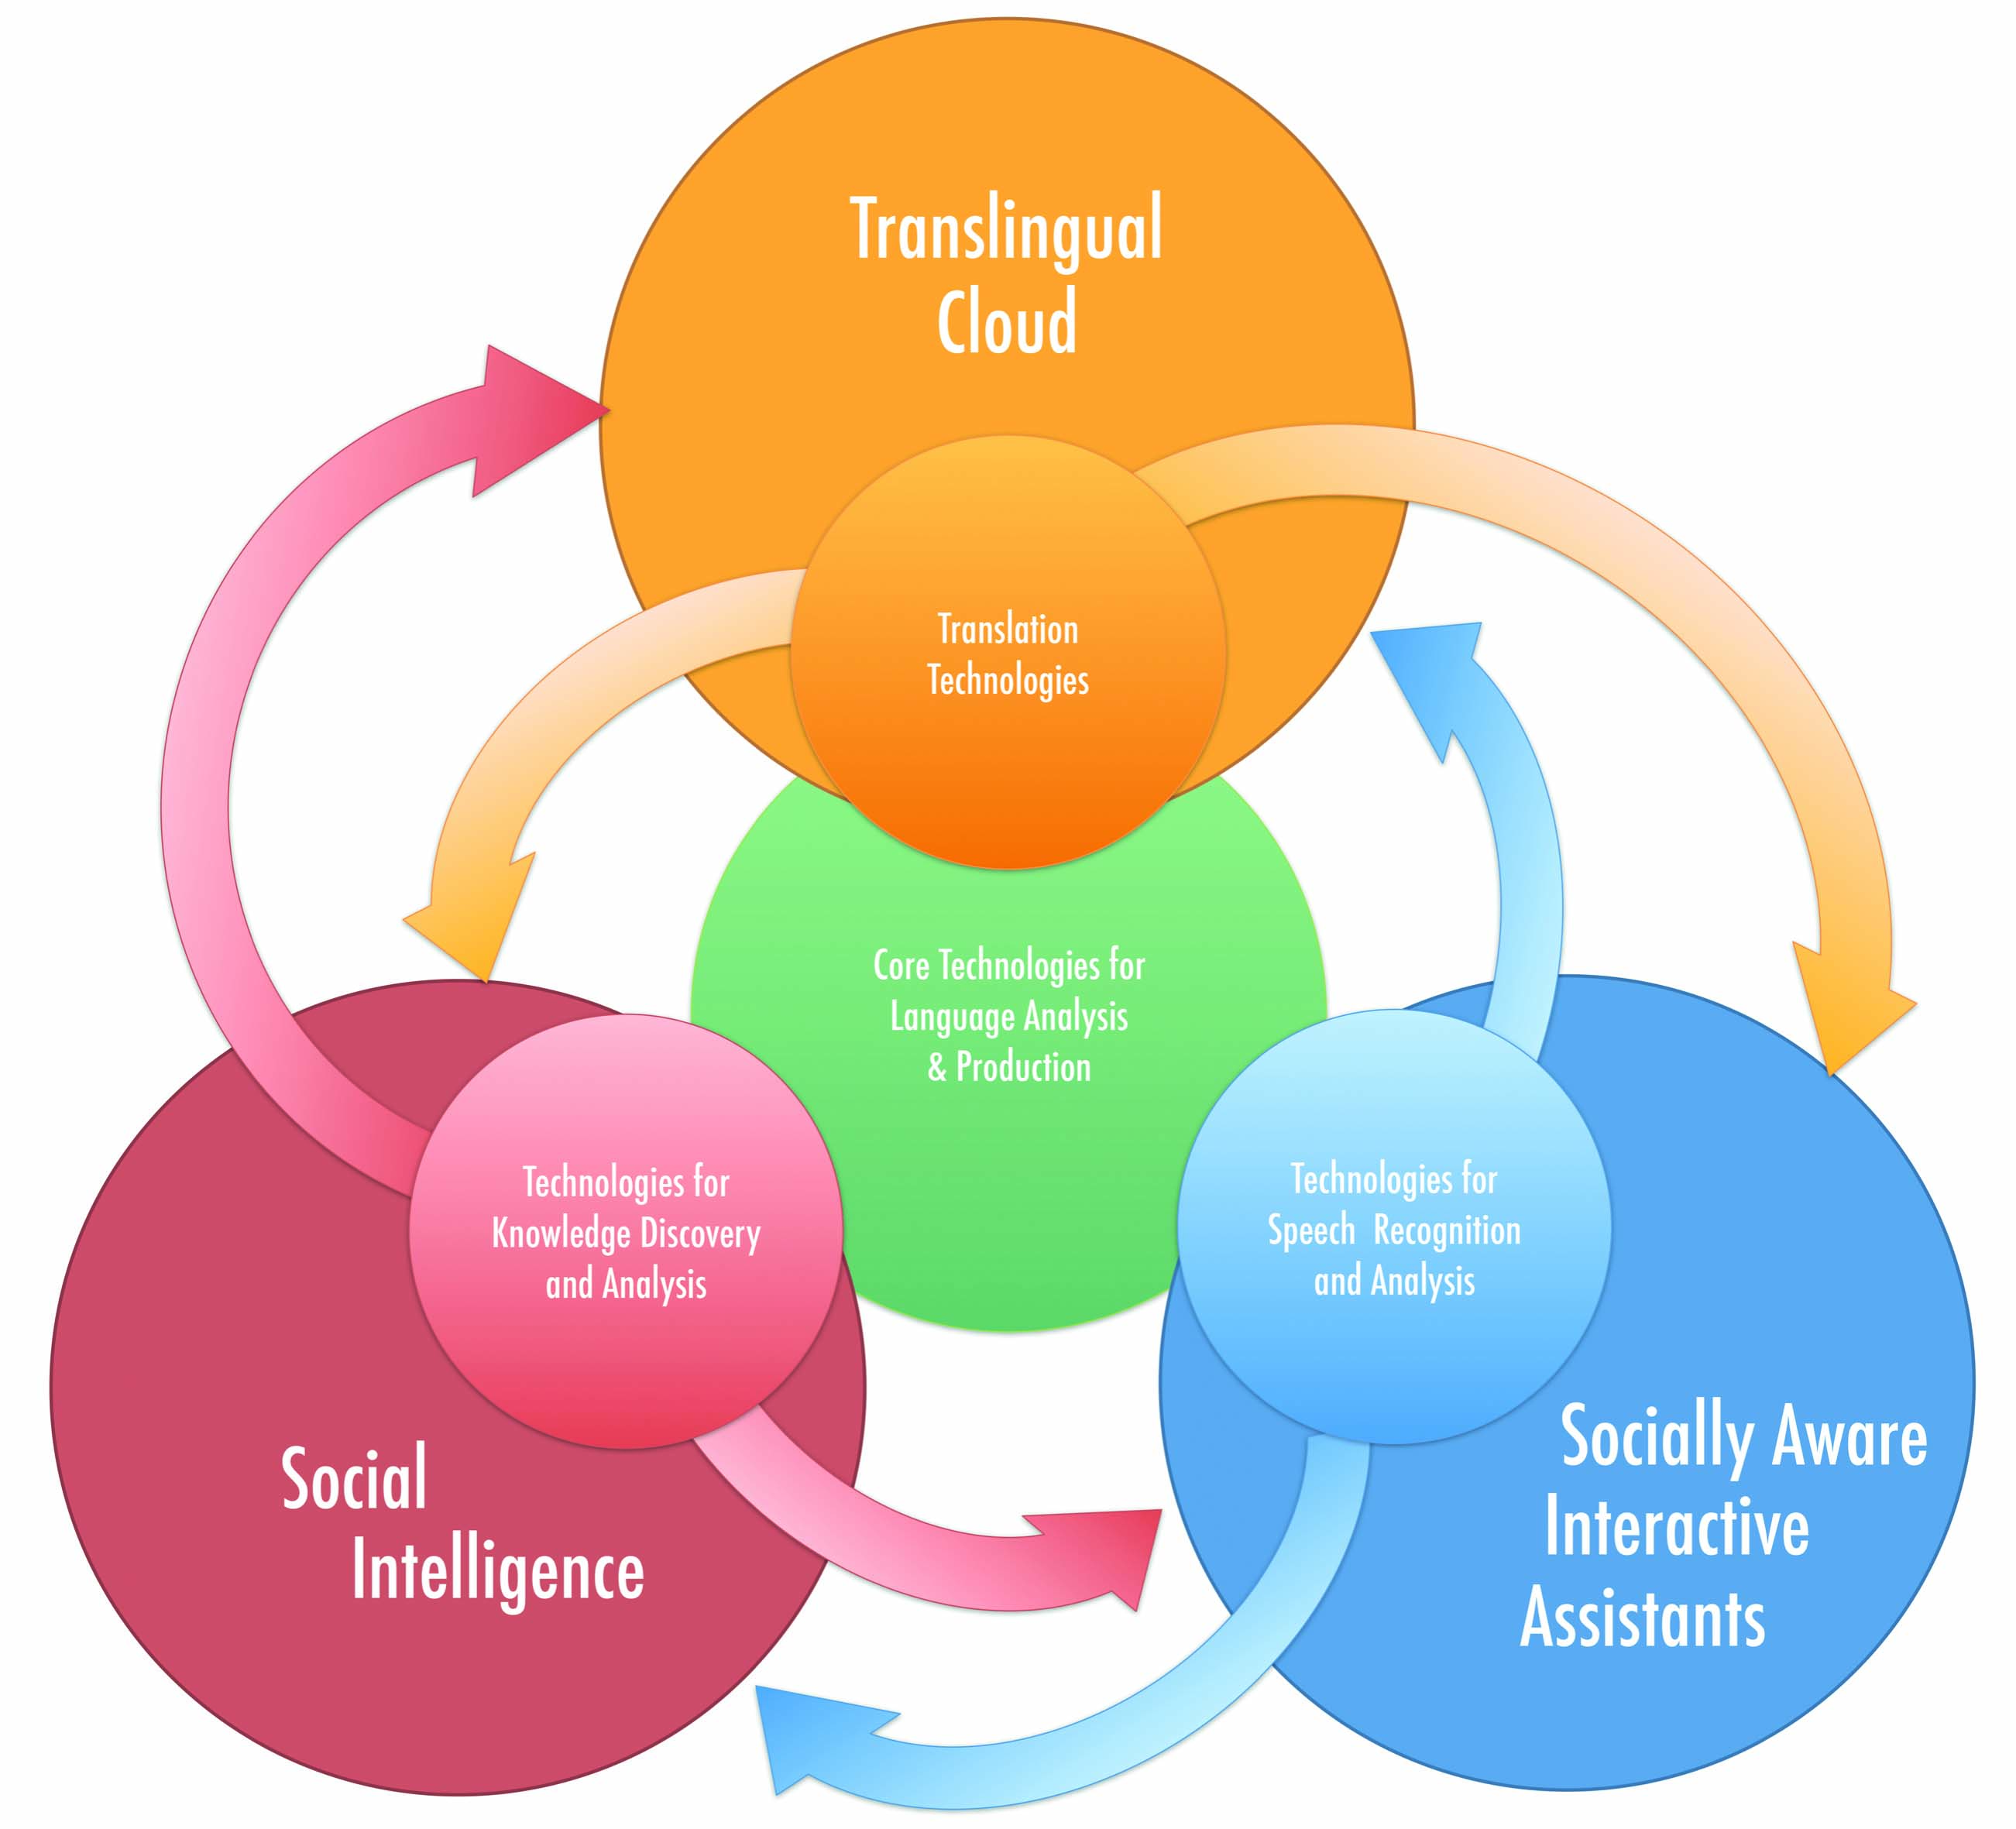 Translingual
Cloud
Translation
Technologies
Core Technologies for
Language Analysis
& Production
Technologies for
Knowledge Discovery
and Analysis
Technologies for
Speech Recognition
and Analysis
Social
Intelligence
Socially Aware
Interactive
Assistants